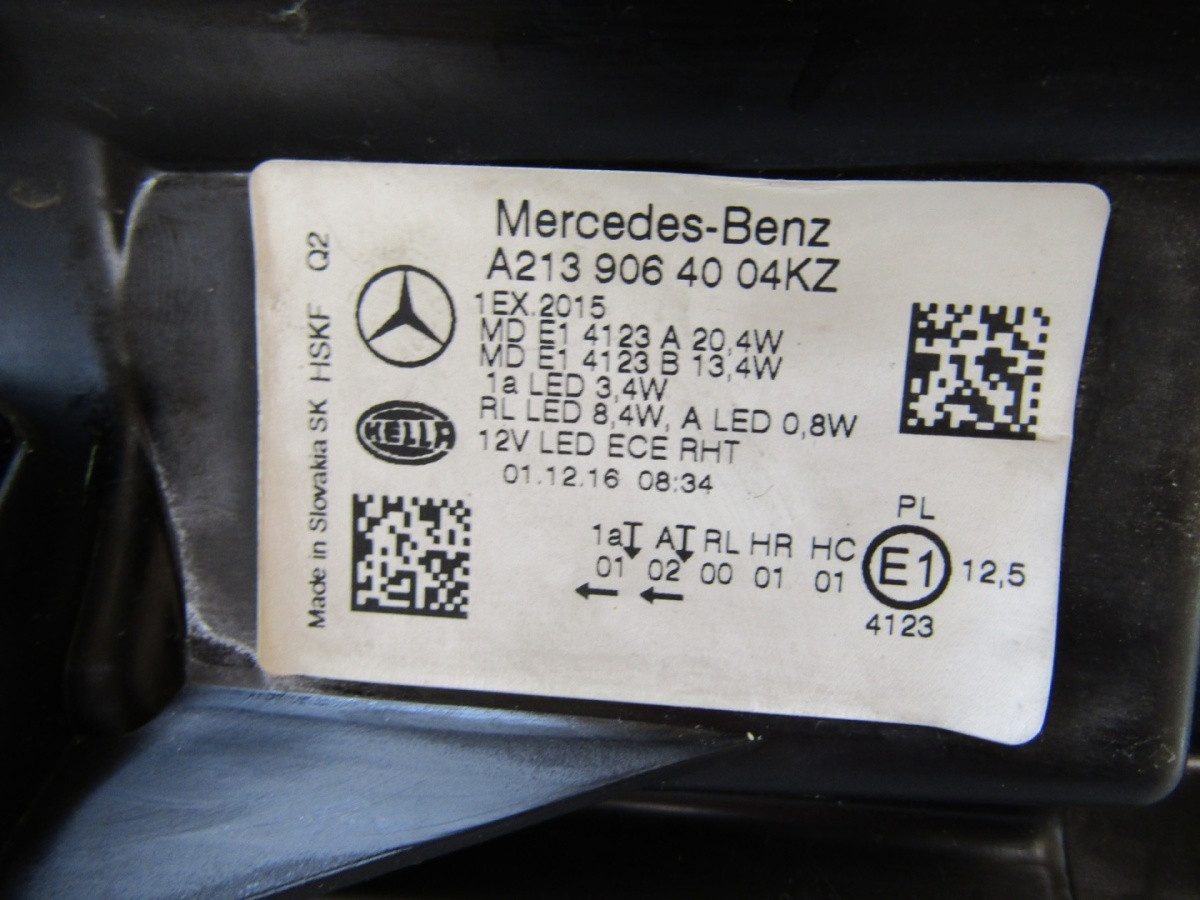 Mercedes-Benz
A213 906 40 04KZ
1EX.2015
MD E1 4123 A 20,4W
MD E1 4123 B 13,4W
1a LED 3,4W
RL LED 8,4W, A LED 0,8W
12V LED ECE RHT
01.12.16 08:34
HELLA
Made in Slovakia SK HSKF Q2
1a A RL HR HC
01 02 00 01 01
PL
E1 12,5
4123